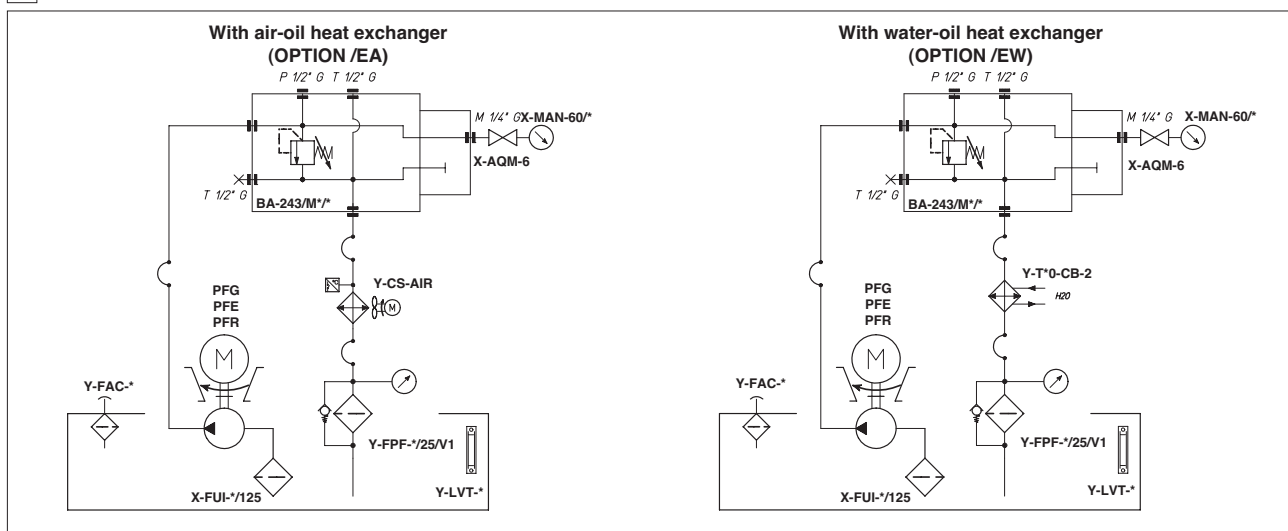 With air-oil heat exchanger
(OPTION /EA)
P 1/2" G T 1/2" G
M 1/4" G
X-MAN-60/*
X-AQM-6
T 1/2" G
BA-243/M*/*
Y-CS-AIR
M
PFG
PFE
PFR
M
Y-FAC-*
Y-FPF-*/25/V1
X-FUI-*/125
Y-LVT-*
With water-oil heat exchanger
(OPTION /EW)
P 1/2" G T 1/2" G
M 1/4" G
X-MAN-60/*
X-AQM-6
T 1/2" G
BA-243/M*/*
Y-T*0-CB-2
H2O
PFG
PFE
PFR
M
Y-FAC-*
Y-FPF-*/25/V1
X-FUI-*/125
Y-LVT-*